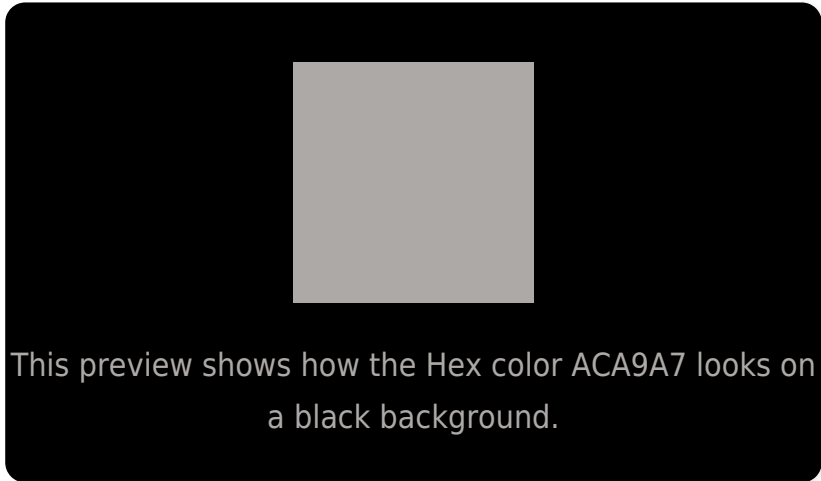 This preview shows how the Hex color ACA9A7 looks on
a black background.